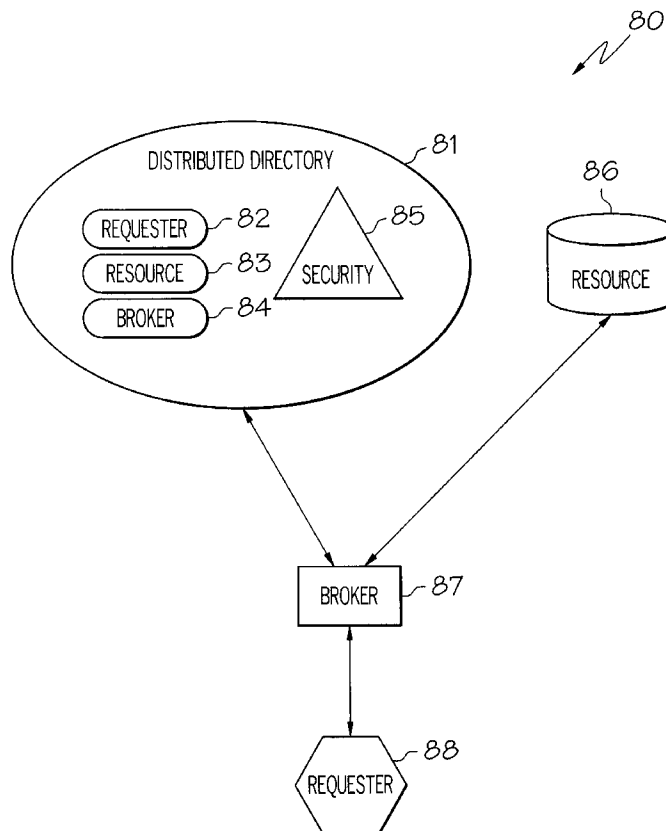 80
81
DISTRIBUTED DIRECTORY
86
REQUESTER 82
85
RESOURCE 83
SECURITY
RESOURCE
BROKER 84
BROKER 87
88
REQUESTER